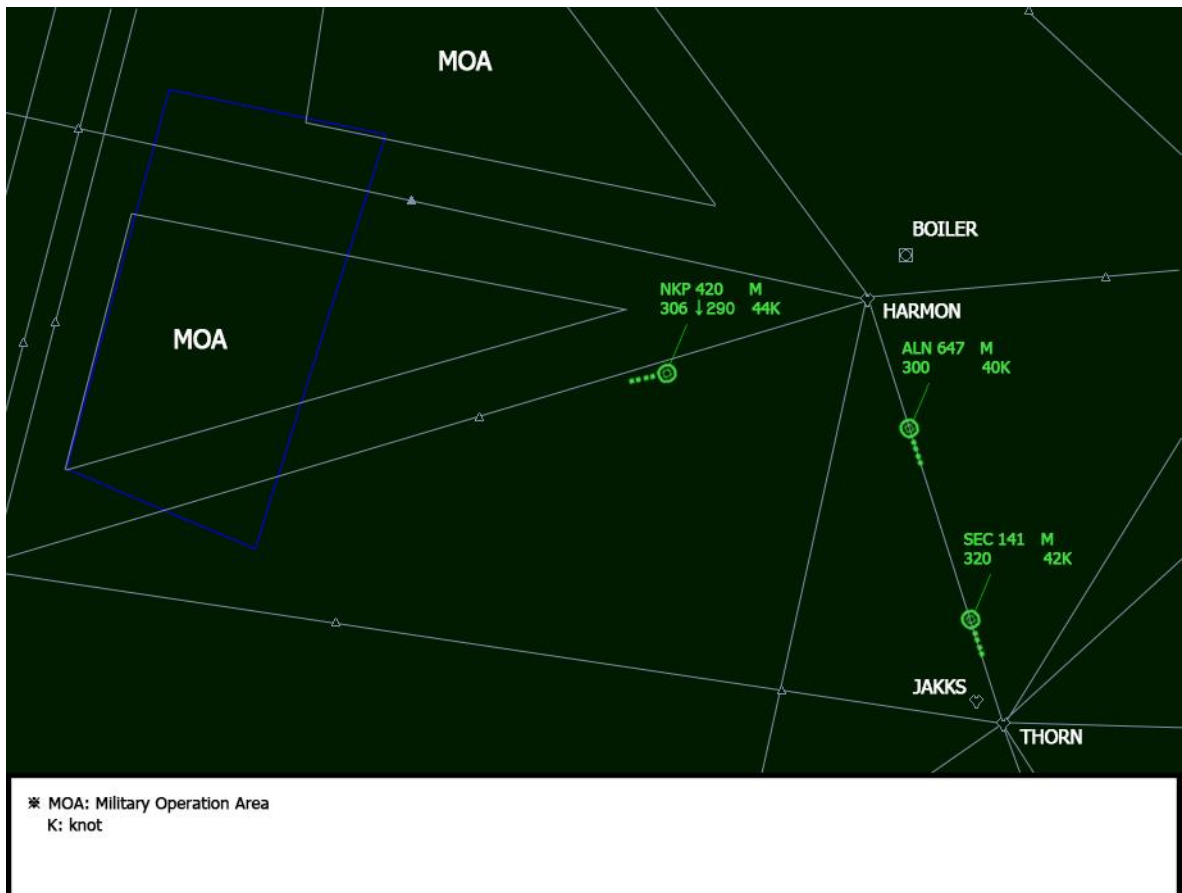 MOA
BOILER
NKP 420 M
306 ↓ 290 44K
HARMON
MOA
ALN 647 M
300 40K
SEC 141 M
320 42K
JAKKS
THORN
※ MOA: Military Operation Area
K: knot